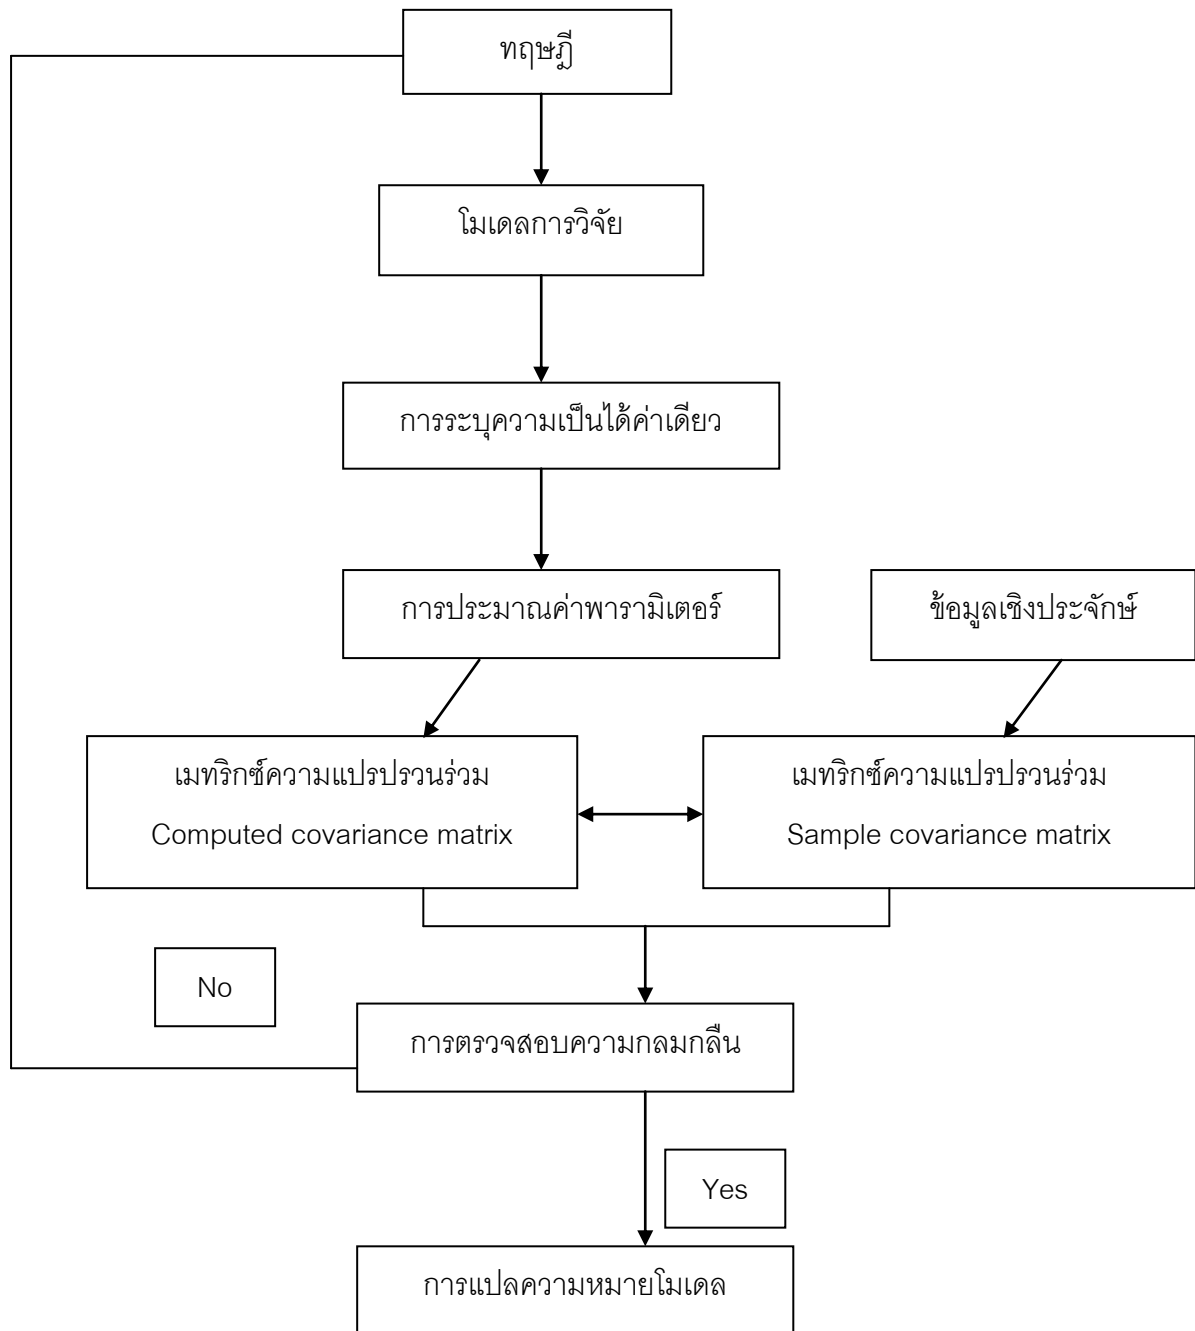 ทฤษฎี
โมเดลการวิจัย
การระบุความเป็นได้ค่าเดียว
การประมาณค่าพารามิเตอร์
ข้อมูลเชิงประจักษ์
เมทริกซ์ความแปรปรวนร่วม
Computed covariance matrix
เมทริกซ์ความแปรปรวนร่วม
Sample covariance matrix
No
การตรวจสอบความกลมกลืน
Yes
การแปลความหมายโมเดล